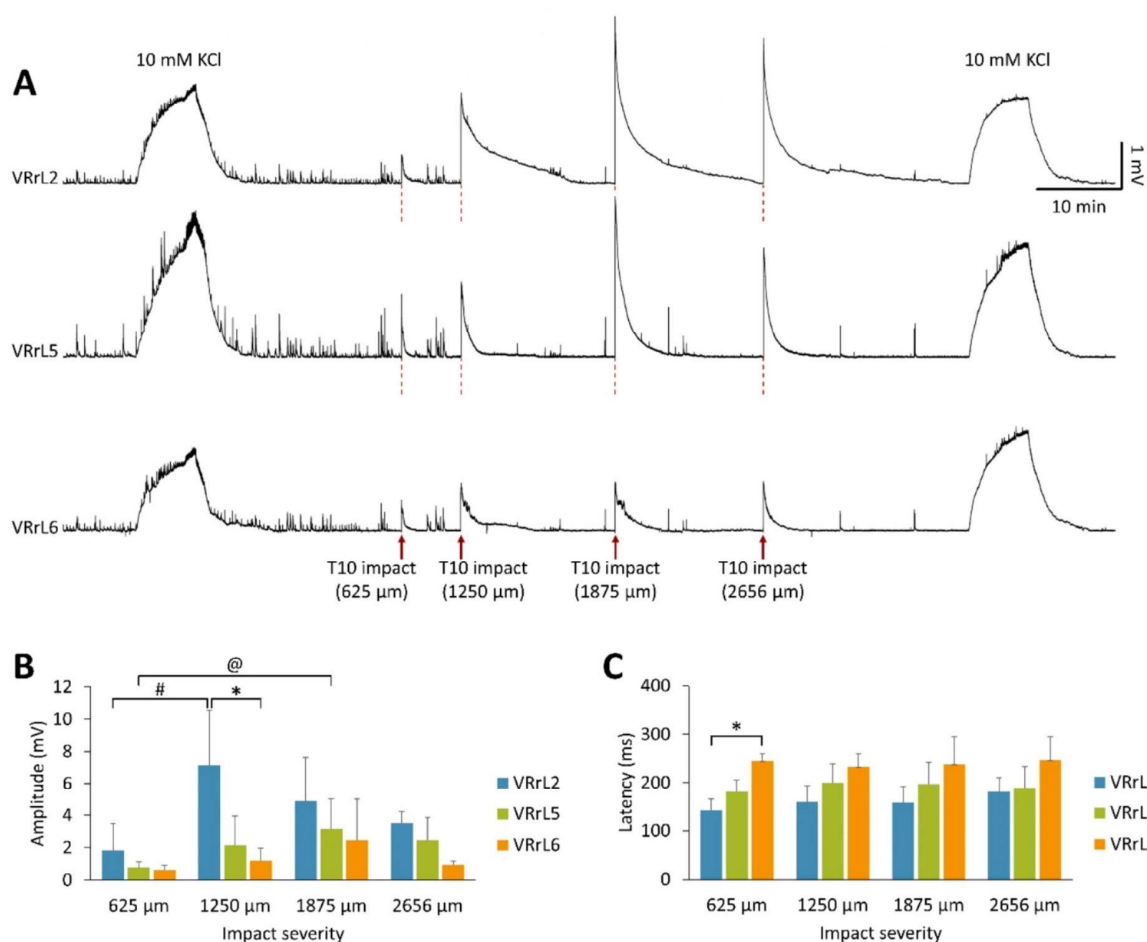 A
10 mM KCl
10 mM KCl
VRrL2
1 mV
10 min
VRrL5
VRrL6
T10 impact
(625 µm)
T10 impact
(1250 µm)
T10 impact
(1875 µm)
T10 impact
(2656 µm)
B
@
#
*
Amplitude (mV)
12
10
8
6
4
2
0
625 µm
1250 µm
1875 µm
2656 µm
Impact severity
VRrL2
VRrL5
VRrL6
C
*
Latency (ms)
400
300
200
100
0
625 µm
1250 µm
1875 µm
2656 µm
Impact severity
VRrL
VRrL
VRrL